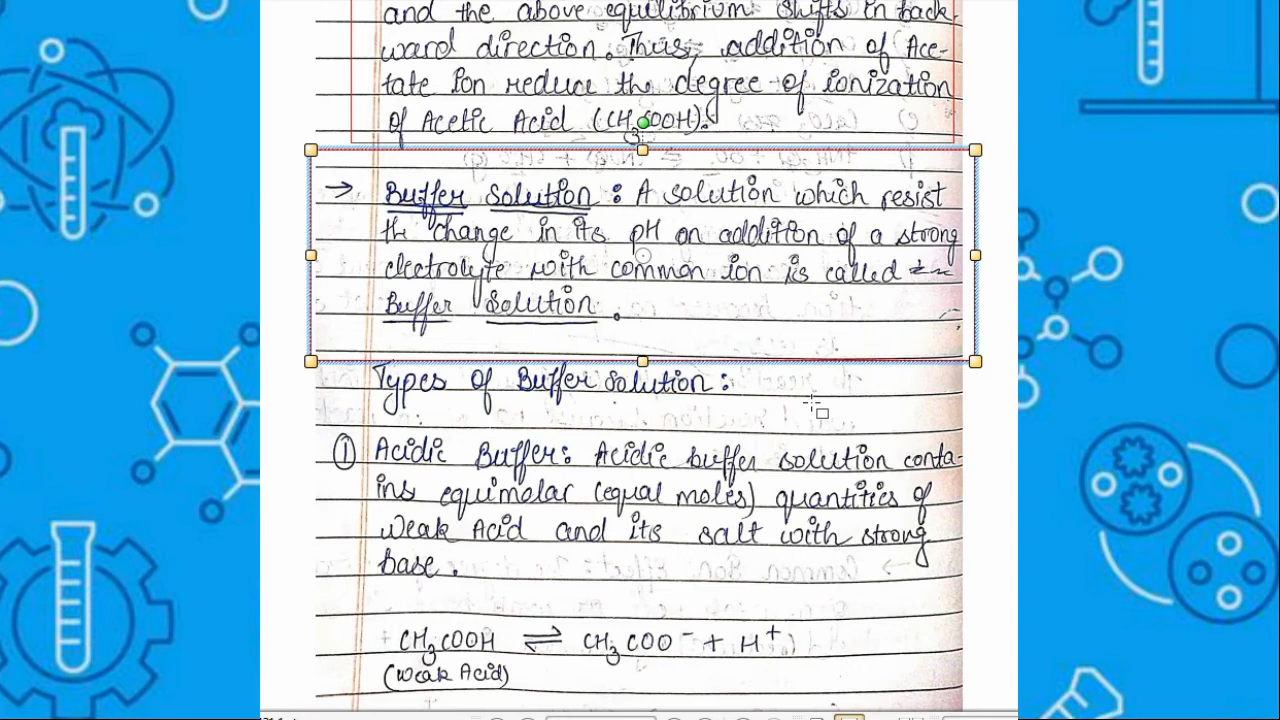 and the above equilibrium shifts in back-
ward direction. Thus, addition of Ace-
tate ion reduce the degree of ionization
of Acetic Acid (CH3COOH).
→ Buffer Solution : A solution which resist
the change in its pH on addition of a strong
electrolyte with common ion is called
Buffer Solution.
Types of Buffer Solution :
① Acidic Buffer: Acidic buffer solution conta-
ins equimolar (equal moles) quantities of
weak Acid and its salt with strong
base.
CH3COOH ⇌ CH3COO⁻ + H⁺
(Weak Acid)